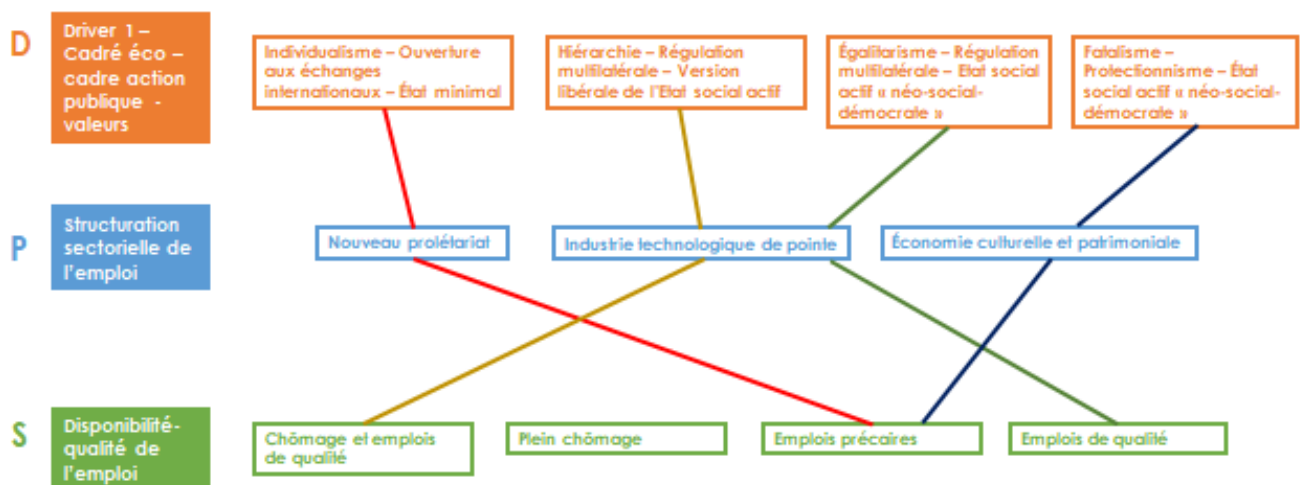 D
Driver 1 –
Cadré éco –
cadre action
publique -
valeurs
Individualisme – Ouverture
aux échanges
internationaux – État minimal
Hiérarchie – Régulation
multilatérale – Version
libérale de l'Etat social actif
Égalitarisme – Régulation
multilatérale – Etat social
actif « néo-social-
démocrate »
Fatalisme –
Protectionnisme – État
social actif « néo-social-
démocrate »
P
Structuration
sectorielle de
l'emploi
Nouveau prolétariat
Industrie technologique de pointe
Économie culturelle et patrimoniale
S
Disponibilité-
qualité de
l'emploi
Chômage et emplois
de qualité
Plein chômage
Emplois précaires
Emplois de qualité